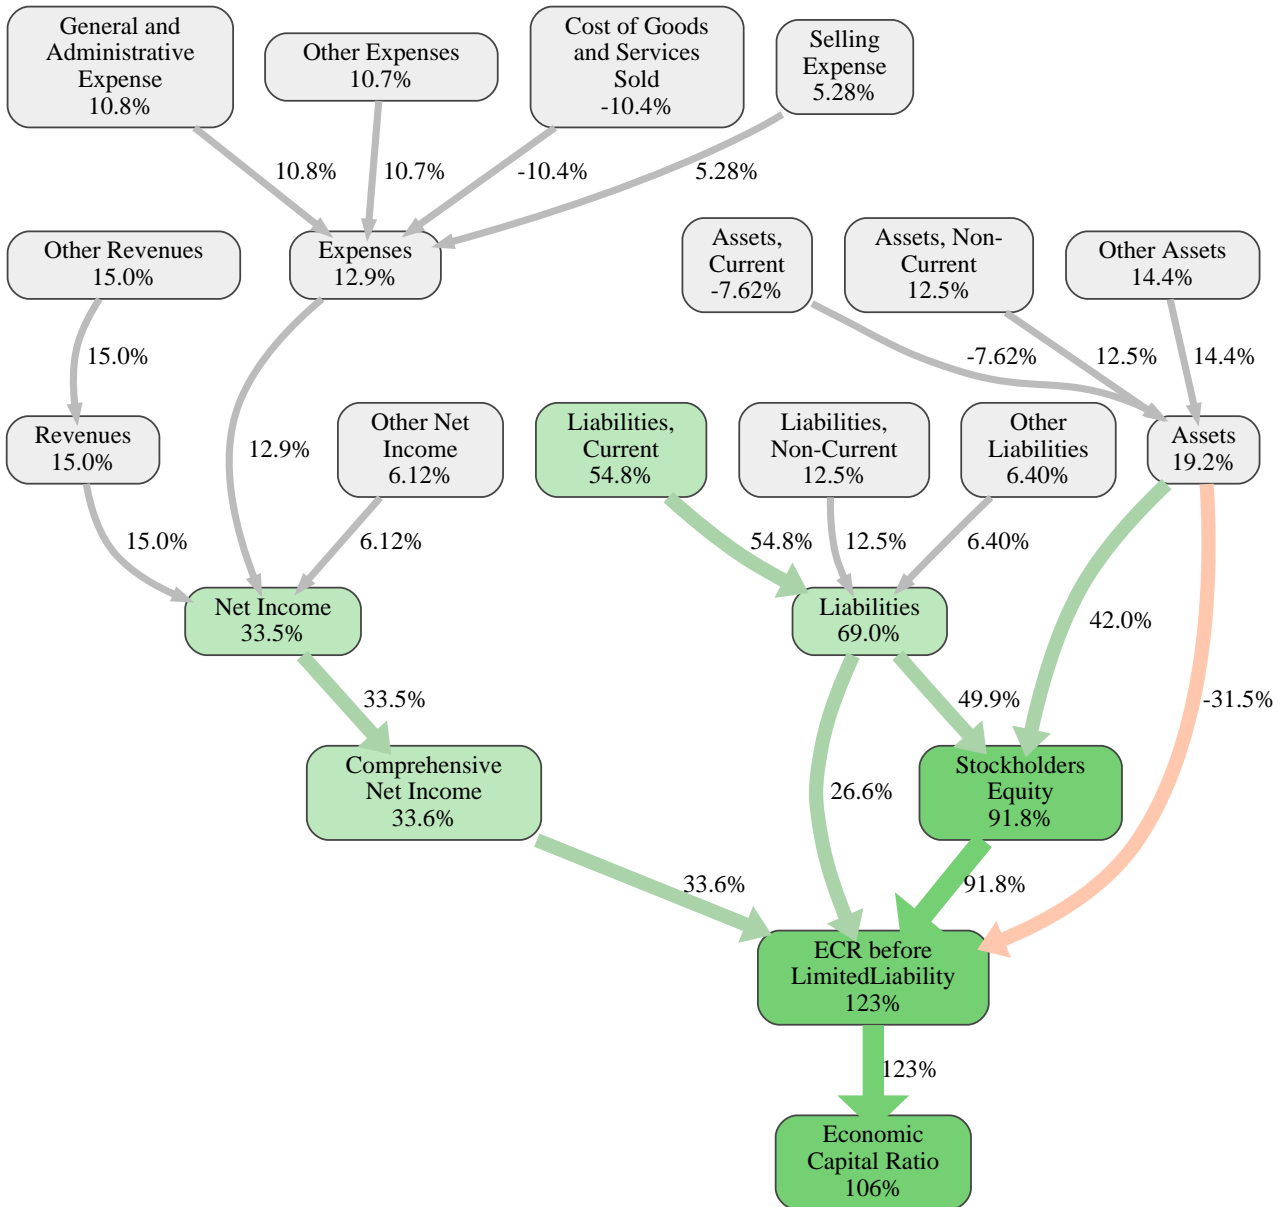 General and
Administrative
Expense
10.8%
Other Expenses
10.7%
Cost of Goods
and Services
Sold
-10.4%
Selling
Expense
5.28%
10.8%
10.7%
-10.4%
5.28%
Other Revenues
15.0%
Expenses
12.9%
Assets,
Current
-7.62%
Assets, Non-
Current
12.5%
Other Assets
14.4%
15.0%
-7.62%
12.5%
14.4%
Revenues
15.0%
12.9%
Other Net
Income
6.12%
Liabilities,
Current
54.8%
Liabilities,
Non-Current
12.5%
Other
Liabilities
6.40%
Assets
19.2%
15.0%
6.12%
54.8%
12.5%
6.40%
Net Income
33.5%
Liabilities
69.0%
42.0%
33.5%
49.9%
-31.5%
Comprehensive
Net Income
33.6%
26.6%
Stockholders
Equity
91.8%
33.6%
91.8%
ECR before
LimitedLiability
123%
123%
Economic
Capital Ratio
106%